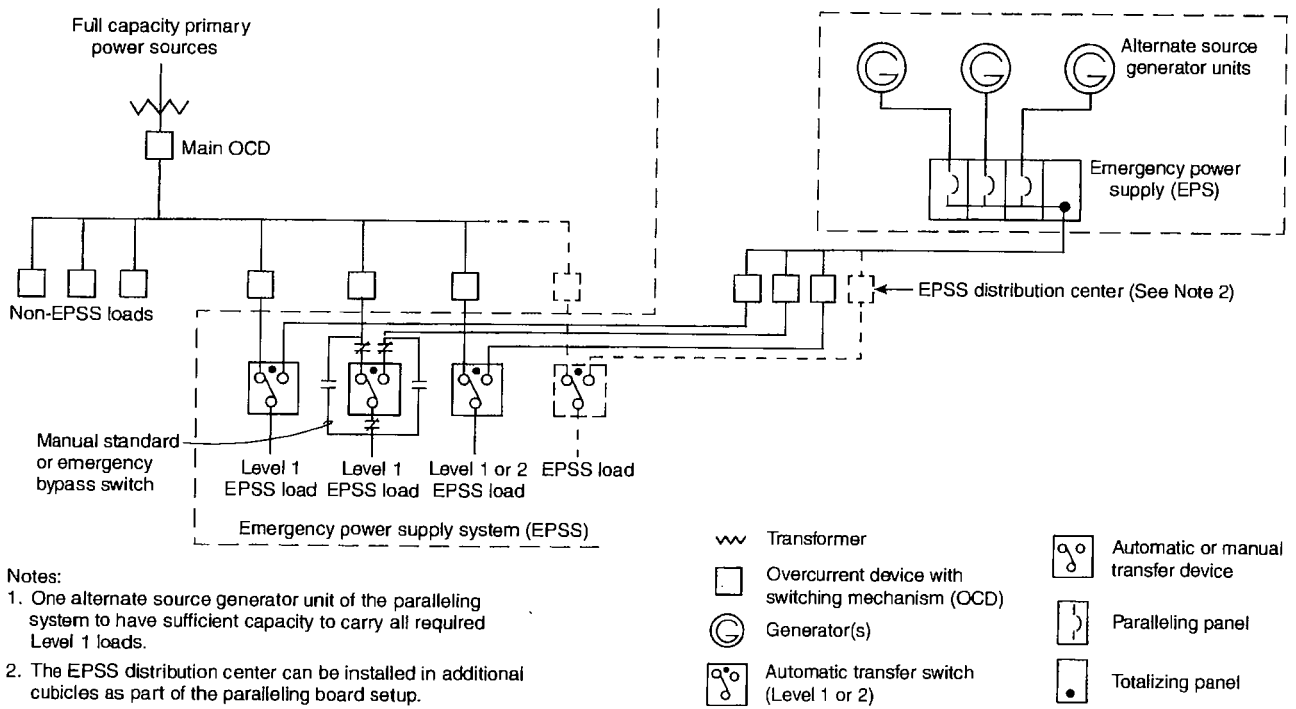 Full capacity primary
power sources
Main OCD
Non-EPSS loads
Alternate source
generator units
Emergency power
supply (EPS)
EPSS distribution center (See Note 2)
Manual standard
or emergency
bypass switch
Level 1
EPSS load
Level 1
EPSS load
Level 1 or 2
EPSS load
EPSS load
Emergency power supply system (EPSS)
Notes:
1. One alternate source generator unit of the paralleling
system to have sufficient capacity to carry all required
Level 1 loads.
2. The EPSS distribution center can be installed in additional
cubicles as part of the paralleling board setup.
Transformer
Overcurrent device with
switching mechanism (OCD)
Generator(s)
Automatic transfer switch
(Level 1 or 2)
Automatic or manual
transfer device
Paralleling panel
Totalizing panel